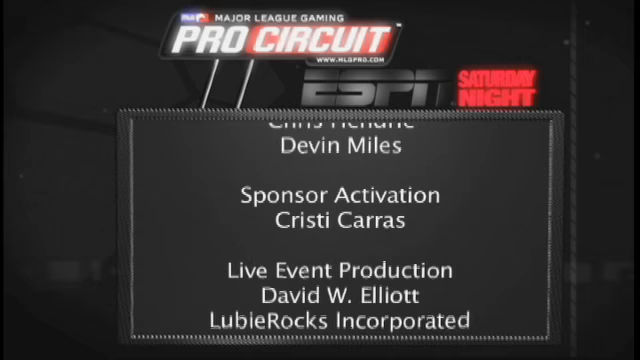 MLG MAJOR LEAGUE GAMING
PRO CIRCUIT
WWW.MLGPRO.COM
ESPN SATURDAY
NIGHT
Devin Miles
Sponsor Activation
Cristi Carras
Live Event Production
David W. Elliott
LubieRocks Incorporated